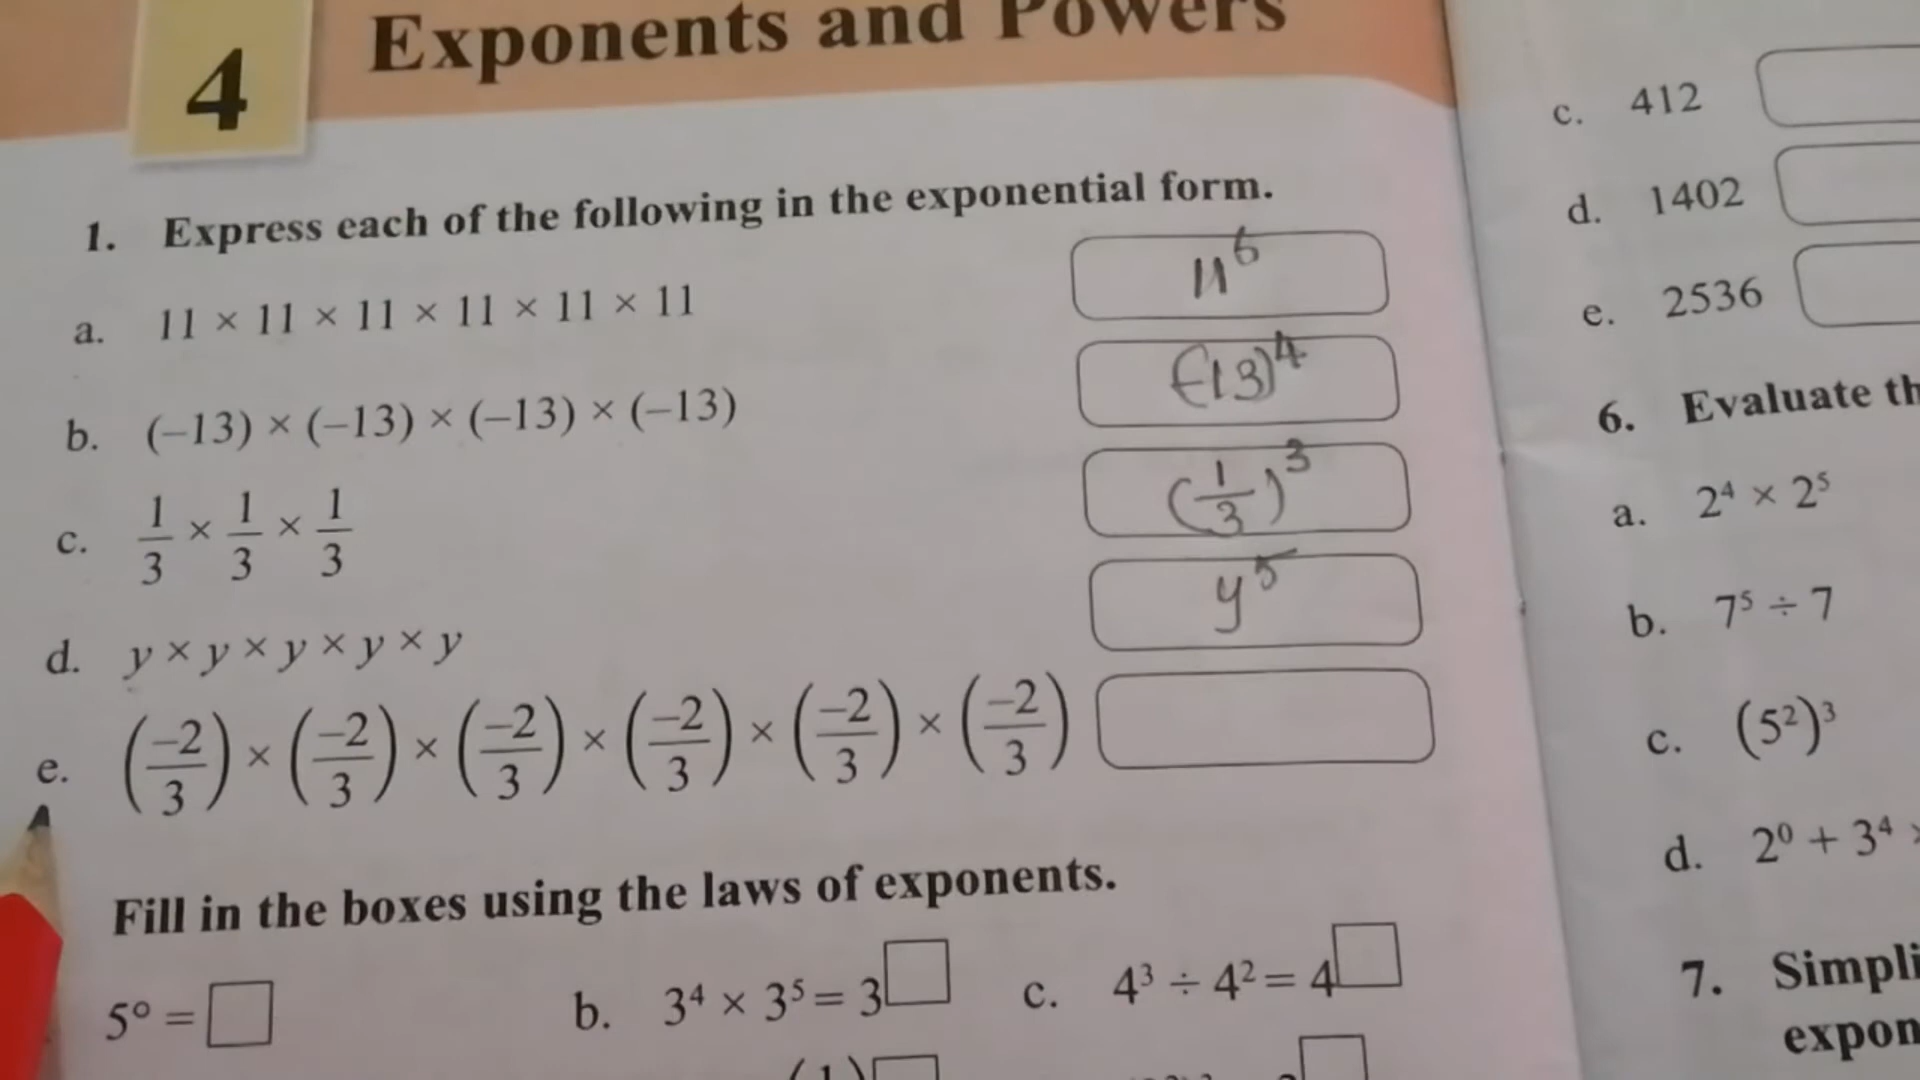 4 Exponents and Powers
1. Express each of the following in the exponential form.
a. 11 × 11 × 11 × 11 × 11 × 11 11⁶
b. (–13) × (–13) × (–13) × (–13) (-13)⁴
c. 1/3 × 1/3 × 1/3 (1/3)³
d. y × y × y × y × y y⁵
e. (–2/3) × (–2/3) × (–2/3) × (–2/3) × (–2/3) × (–2/3)
Fill in the boxes using the laws of exponents.
5⁰ = □ b. 3⁴ × 3⁵ = 3□ c. 4³ ÷ 4² = 4□
c. 412
d. 1402
e. 2536
6. Evaluate th
a. 2⁴ × 2⁵
b. 7⁵ ÷ 7
c. (5²)³
d. 2⁰ + 3⁴ ×
7. Simpli
expon